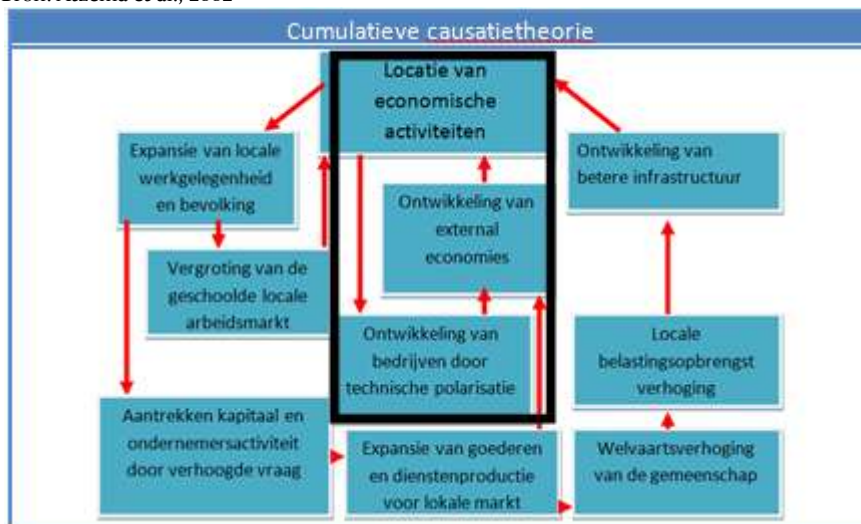 Cumulatieve causatietheorie
Locatie van
economische
activiteiten
Expansie van locale
werkgelegenheid
en bevolking
Ontwikkeling van
betere infrastructuur
Ontwikkeling van
external
economies
Vergroting van de
geschoolde locale
arbeidsmarkt
Ontwikkeling van
bedrijven door
technische polarisatie
Locale
belastingsopbrengst
verhoging
Aantrekken kapitaal en
ondernemersactiviteit
door verhoogde vraag
Expansie van goederen
en dienstenproductie
voor lokale markt
Welvaartsverhoging
van de gemeenschap